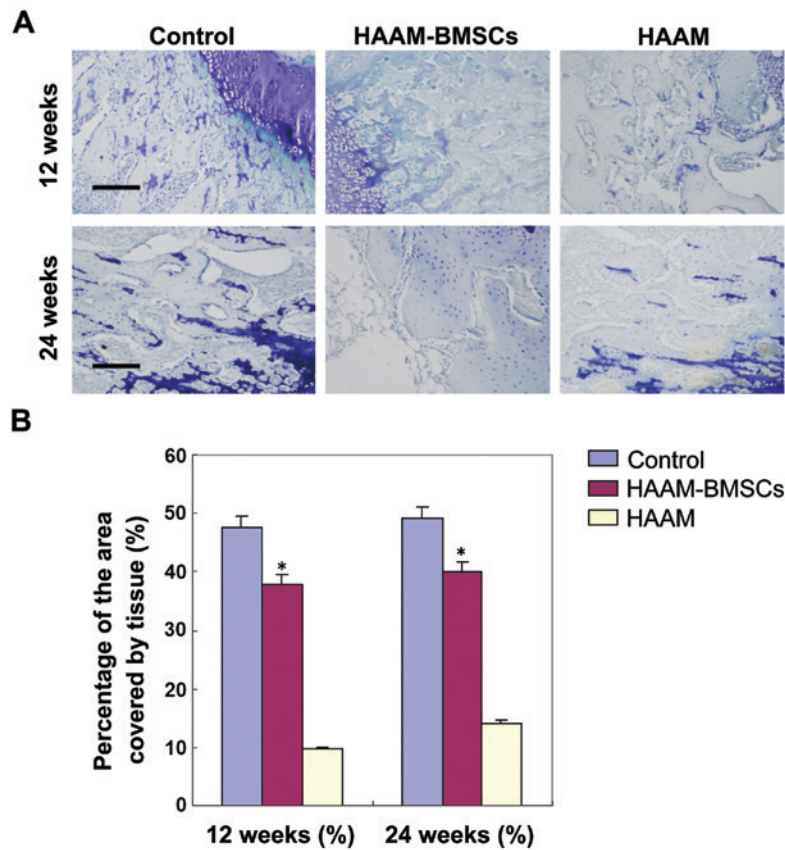 A
Control HAAM-BMSCs HAAM
12 weeks
24 weeks
B
Percentage of the area
covered by tissue (%)
60
50
40
30
20
10
0
* *
12 weeks (%) 24 weeks (%)
Control
HAAM-BMSCs
HAAM